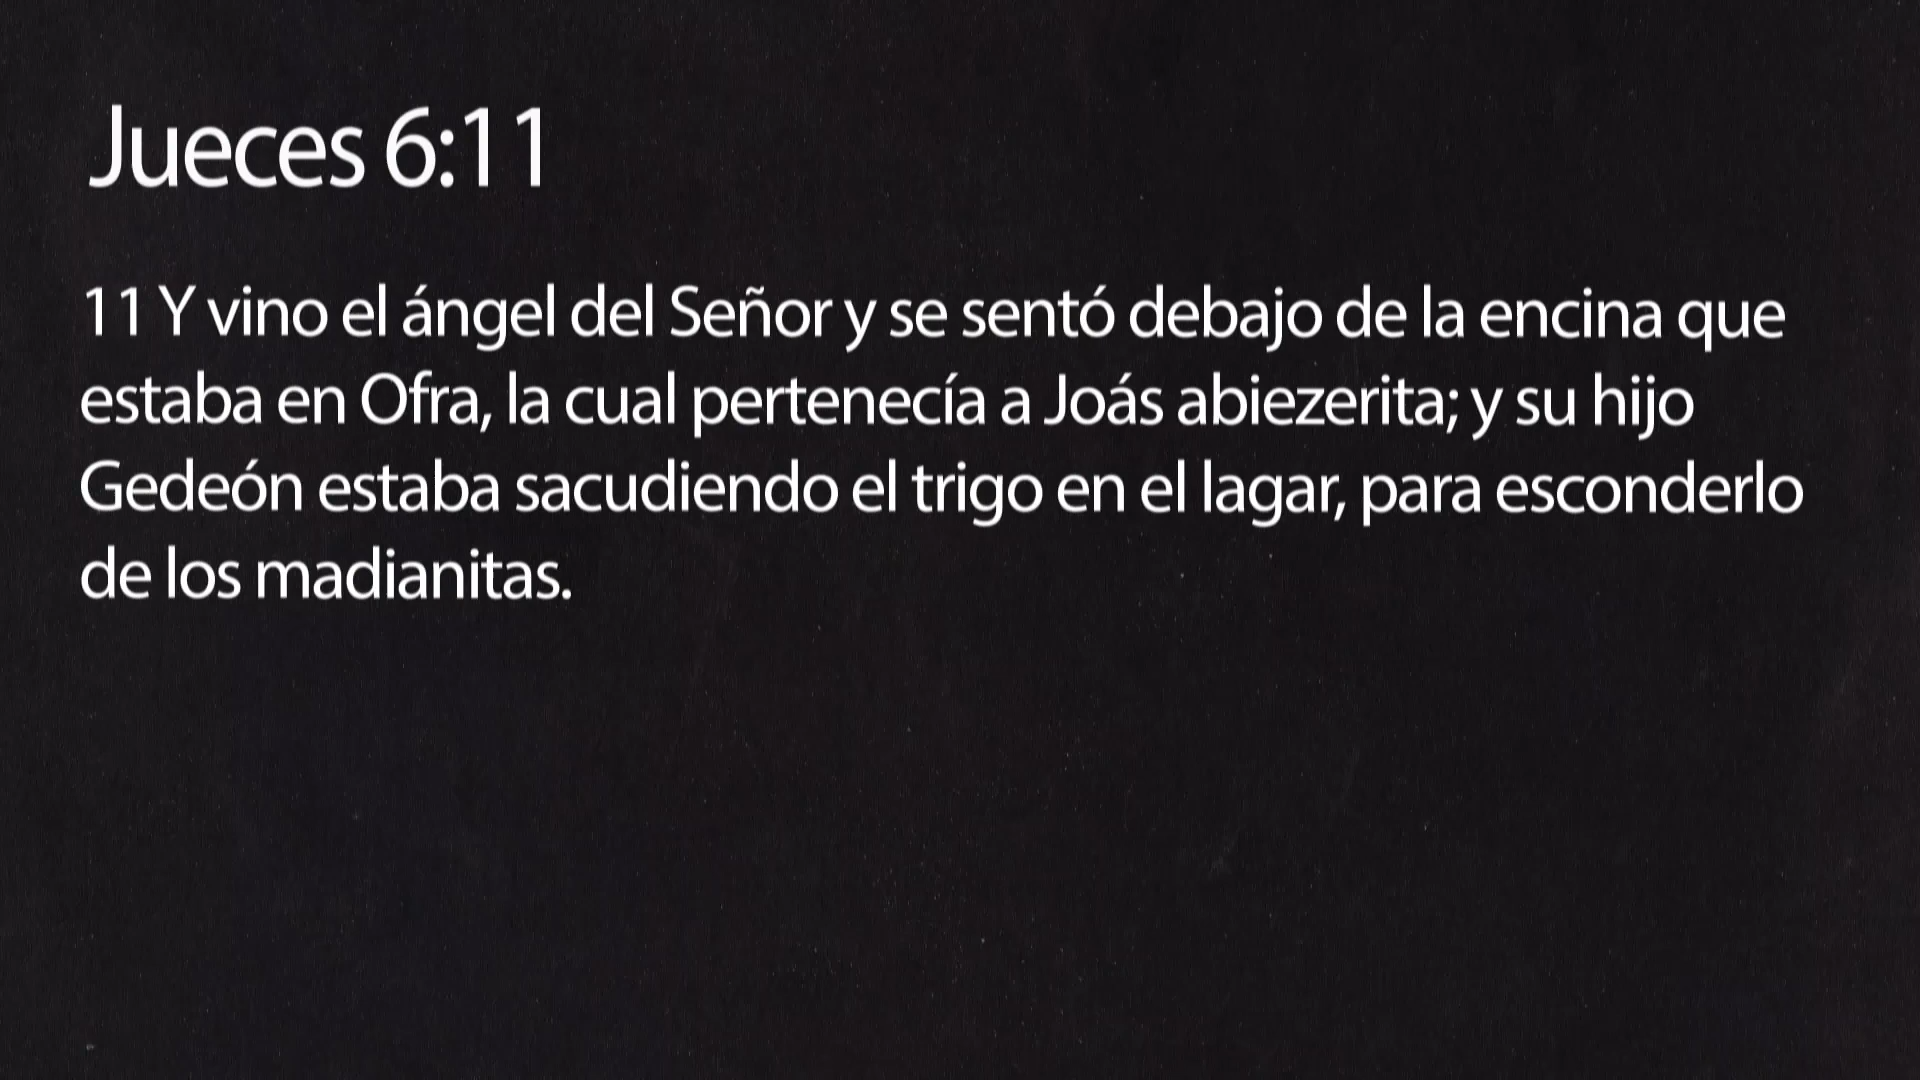 Jueces 6:11
11 Y vino el ángel del Señor y se sentó debajo de la encina que
estaba en Ofra, la cual pertenecía a Joás abiezerita; y su hijo
Gedeón estaba sacudiendo el trigo en el lagar, para esconderlo
de los madianitas.